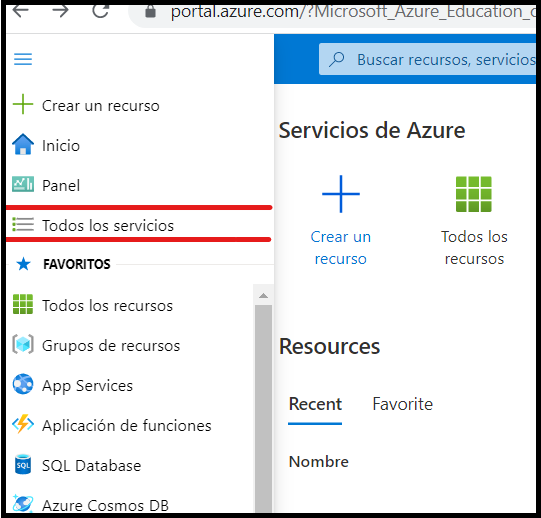 portal.azure.com/?Microsoft_Azure_Education_c
Buscar recursos, servicios
Crear un recurso
Inicio
Panel
Todos los servicios
FAVORITOS
Todos los recursos
Grupos de recursos
App Services
Aplicación de funciones
SQL Database
Azure Cosmos DB
Servicios de Azure
Crear un
recurso
Todos los
recursos
Resources
Recent
Favorite
Nombre